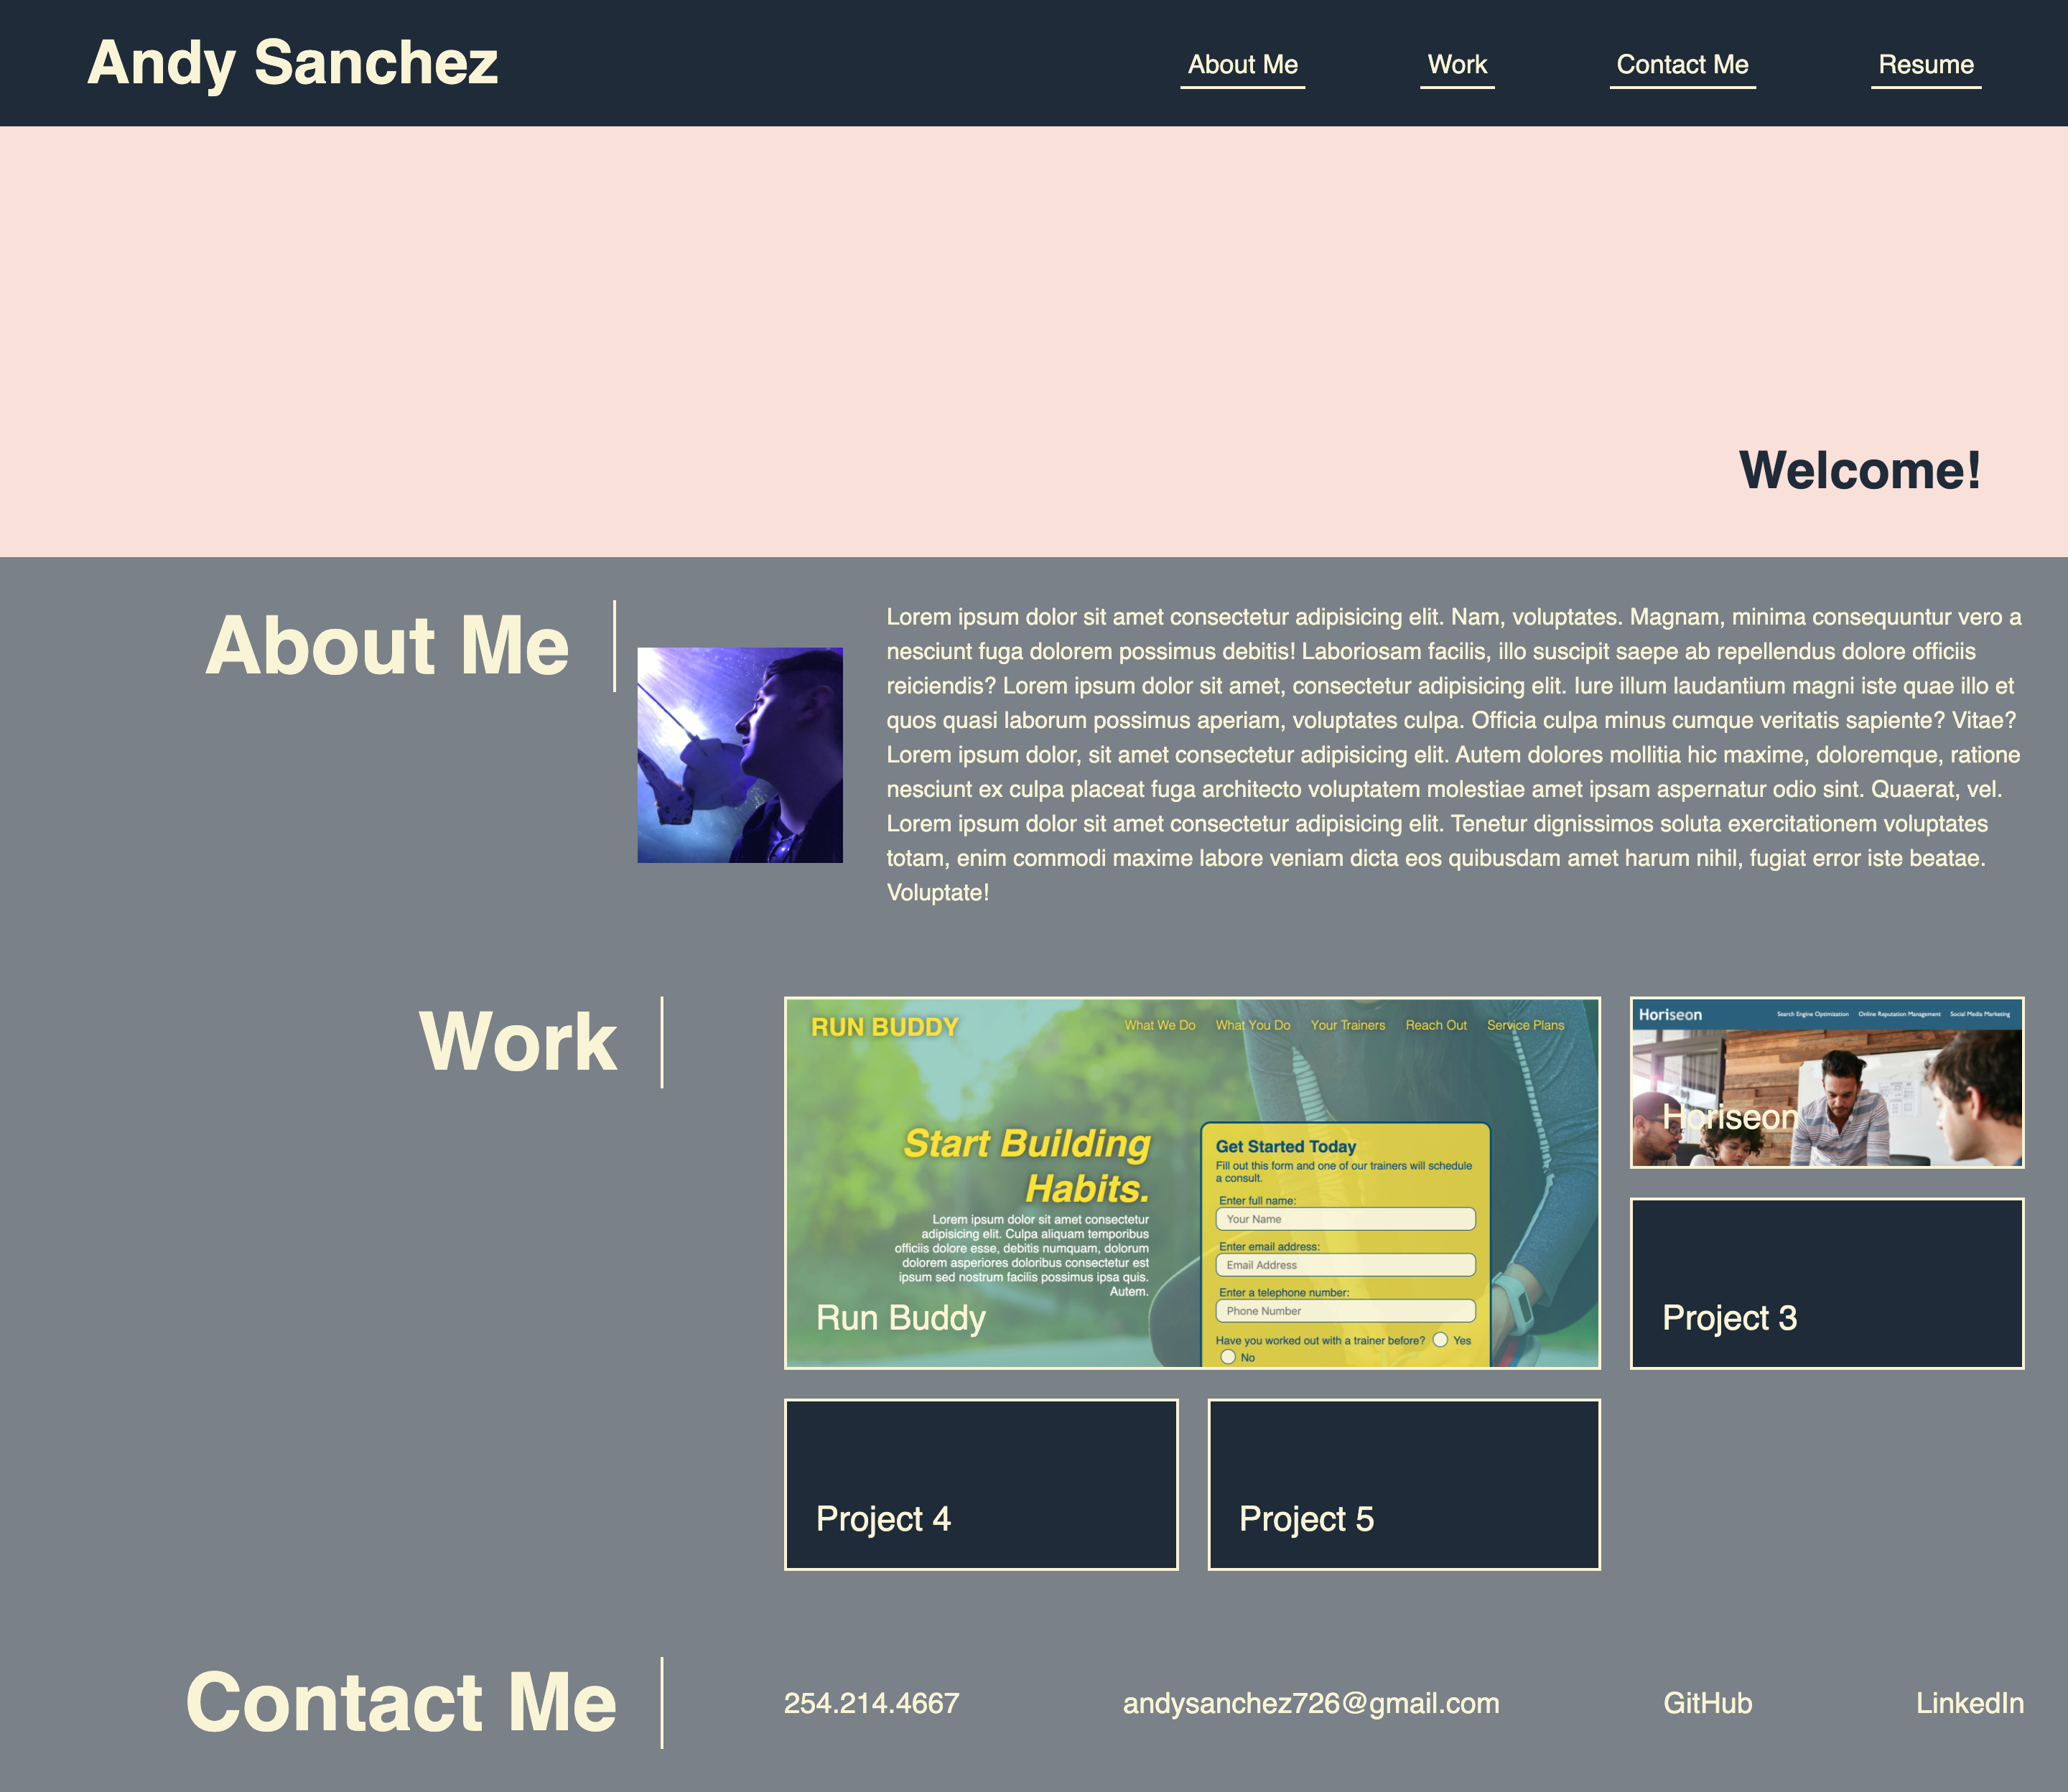 Andy Sanchez
About Me
Work
Contact Me
Resume
Welcome!
About Me
Lorem ipsum dolor sit amet consectetur adipisicing elit. Nam, voluptates. Magnam, minima consequuntur vero a
nesciunt fuga dolorem possimus debitis! Laboriosam facilis, illo suscipit saepe ab repellendus dolore officiis
reiciendis? Lorem ipsum dolor sit amet, consectetur adipisicing elit. Iure illum laudantium magni iste quae illo et
quos quasi laborum possimus aperiam, voluptates culpa. Officia culpa minus cumque veritatis sapiente? Vitae?
Lorem ipsum dolor, sit amet consectetur adipisicing elit. Autem dolores mollitia hic maxime, doloremque, ratione
nesciunt ex culpa placeat fuga architecto voluptatem molestiae amet ipsam aspernatur odio sint. Quaerat, vel.
Lorem ipsum dolor sit amet consectetur adipisicing elit. Tenetur dignissimos soluta exercitationem voluptates
totam, enim commodi maxime labore veniam dicta eos quibusdam amet harum nihil, fugiat error iste beatae.
Voluptate!
Work
RUN BUDDY
What We Do
What You Do
Your Trainers
Reach Out
Service Plans
Start Building
Habits.
Lorem ipsum dolor sit amet consectetur
adipisicing elit. Culpa aliquam temporibus
officiis dolore esse, debitis numquam, dolorum
dolorem asperiores doloribus consectetur est
ipsum sed nostrum facilis possimus ipsa quis.
Autem.
Get Started Today
Fill out this form and one of our trainers will schedule
a consult.
Enter full name:
Your Name
Enter email address:
Email Address
Enter a telephone number:
Phone Number
Have you worked out with a trainer before? Yes
No
Run Buddy
Horiseon
Search Engine Optimization
Online Reputation Management
Social Media Marketing
Horiseon
Project 3
Project 4
Project 5
Contact Me
254.214.4667
andysanchez726@gmail.com
GitHub
LinkedIn